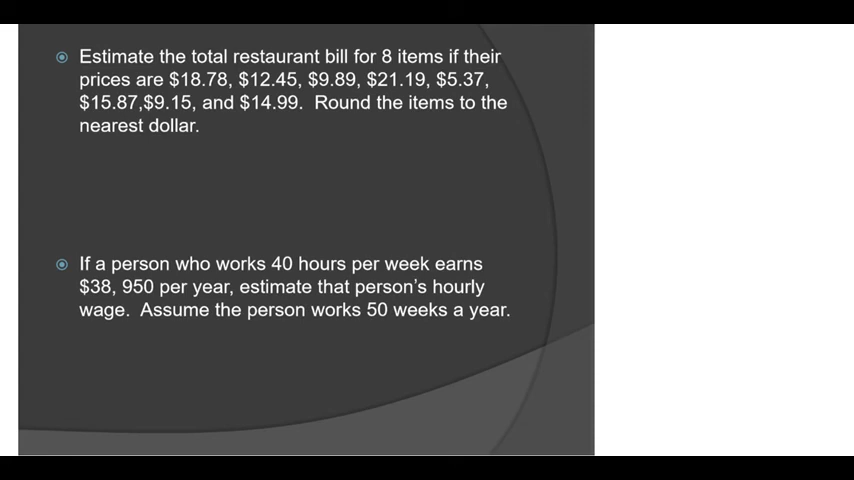 Estimate the total restaurant bill for 8 items if their
prices are $18.78, $12.45, $9.89, $21.19, $5.37,
$15.87,$9.15, and $14.99.  Round the items to the
nearest dollar.
If a person who works 40 hours per week earns
$38, 950 per year, estimate that person’s hourly
wage.  Assume the person works 50 weeks a year.